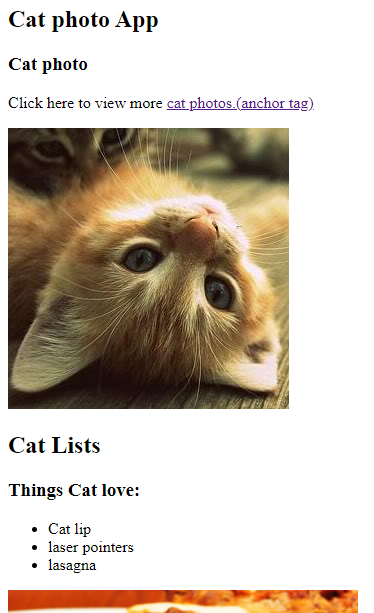 Cat photo App
Cat photo
Click here to view more cat photos.(anchor tag)
Cat Lists
Things Cat love:
Cat lip
laser pointers
lasagna